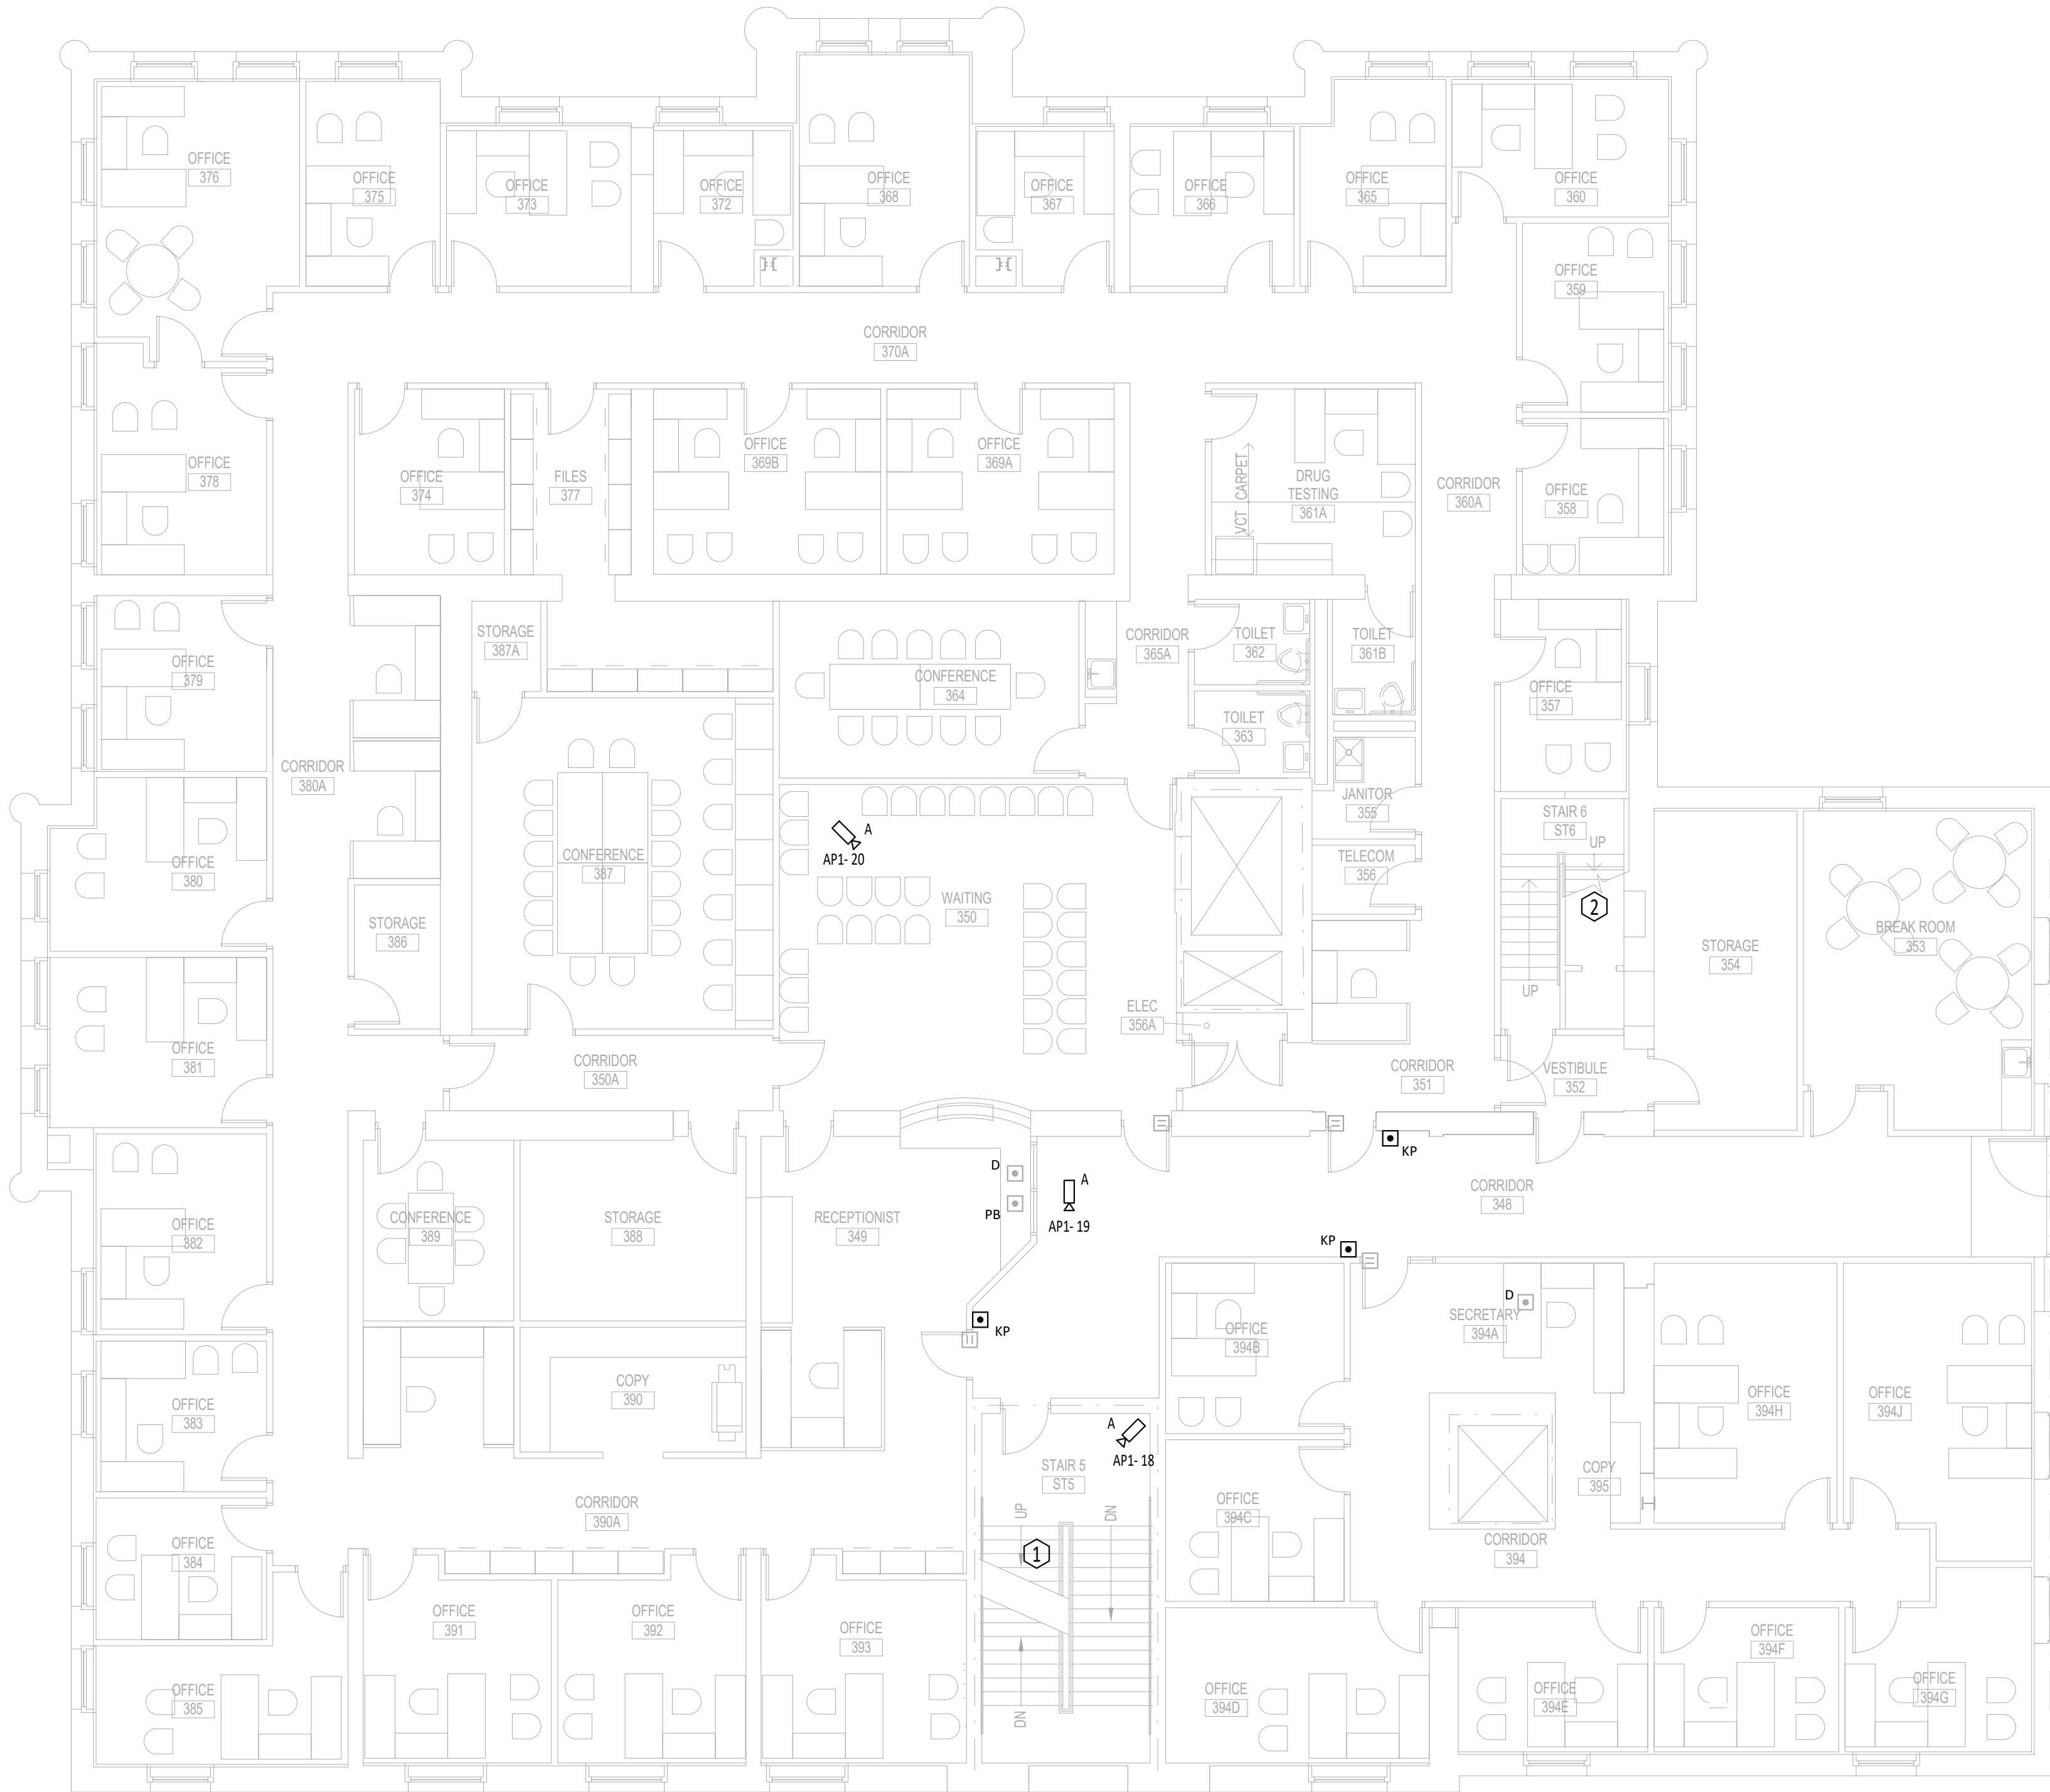 OFFICE
376
OFFICE
375
OFFICE
373
OFFICE
372
OFFICE
368
OFFICE
367
OFFICE
366
OFFICE
365
OFFICE
360
OFFICE
359
CORRIDOR
370A
OFFICE
378
OFFICE
374
FILES
377
OFFICE
369B
OFFICE
369A
VCT
CARPET
DRUG
TESTING
361A
CORRIDOR
360A
OFFICE
358
OFFICE
379
STORAGE
387A
CONFERENCE
364
CORRIDOR
365A
TOILET
362
TOILET
361B
OFFICE
357
TOILET
363
CORRIDOR
380A
JANITOR
355
STAIR 6
ST6
UP
A
AP1- 20
OFFICE
380
CONFERENCE
387
TELECOM
356
WAITING
350
2
STORAGE
386
BREAK ROOM
353
STORAGE
354
UP
ELEC
356A
OFFICE
381
CORRIDOR
350A
CORRIDOR
351
VESTIBULE
352
KP
D
A
PB
AP1- 19
CORRIDOR
348
OFFICE
382
CONFERENCE
389
STORAGE
388
RECEPTIONIST
349
KP
D
SECRETARY
394A
KP
OFFICE
394B
OFFICE
383
COPY
390
OFFICE
394H
OFFICE
394J
A
AP1- 18
STAIR 5
ST5
COPY
395
CORRIDOR
390A
UP
DN
OFFICE
394C
1
CORRIDOR
394
OFFICE
384
OFFICE
391
OFFICE
392
OFFICE
393
OFFICE
394F
OFFICE
385
DN
OFFICE
394D
OFFICE
394E
OFFICE
394G